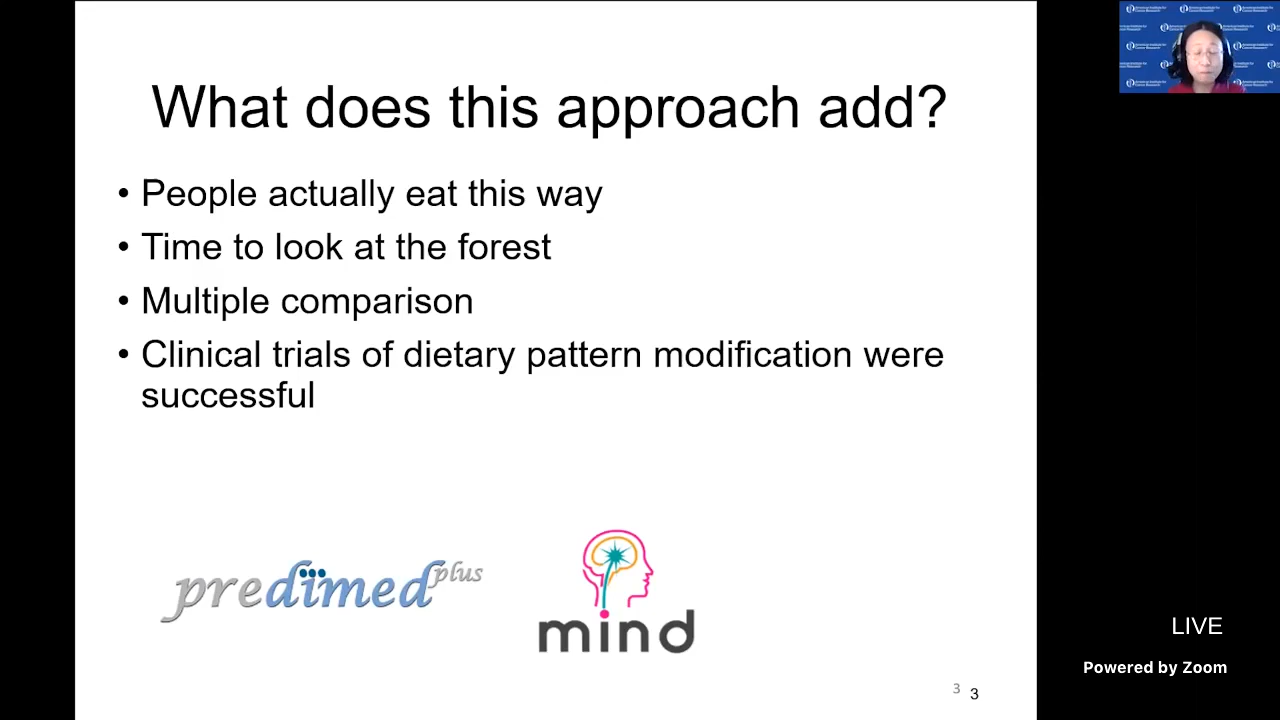 What does this approach add?
• People actually eat this way
• Time to look at the forest
• Multiple comparison
• Clinical trials of dietary pattern modification were
successful
predimed plus
mind
3
3
LIVE
Powered by Zoom